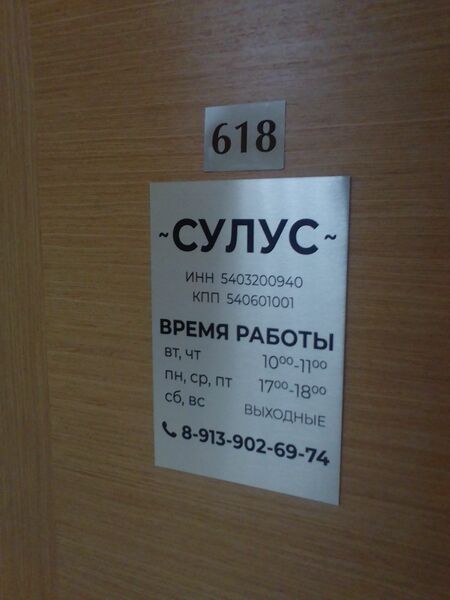 618
~СУЛУС~
ИНН 5403200940
КПП 540601001
ВРЕМЯ РАБОТЫ
вт, чт 10⁰⁰-11⁰⁰
пн, ср, пт 17⁰⁰-18⁰⁰
сб, вс ВЫХОДНЫЕ
8-913-902-69-74